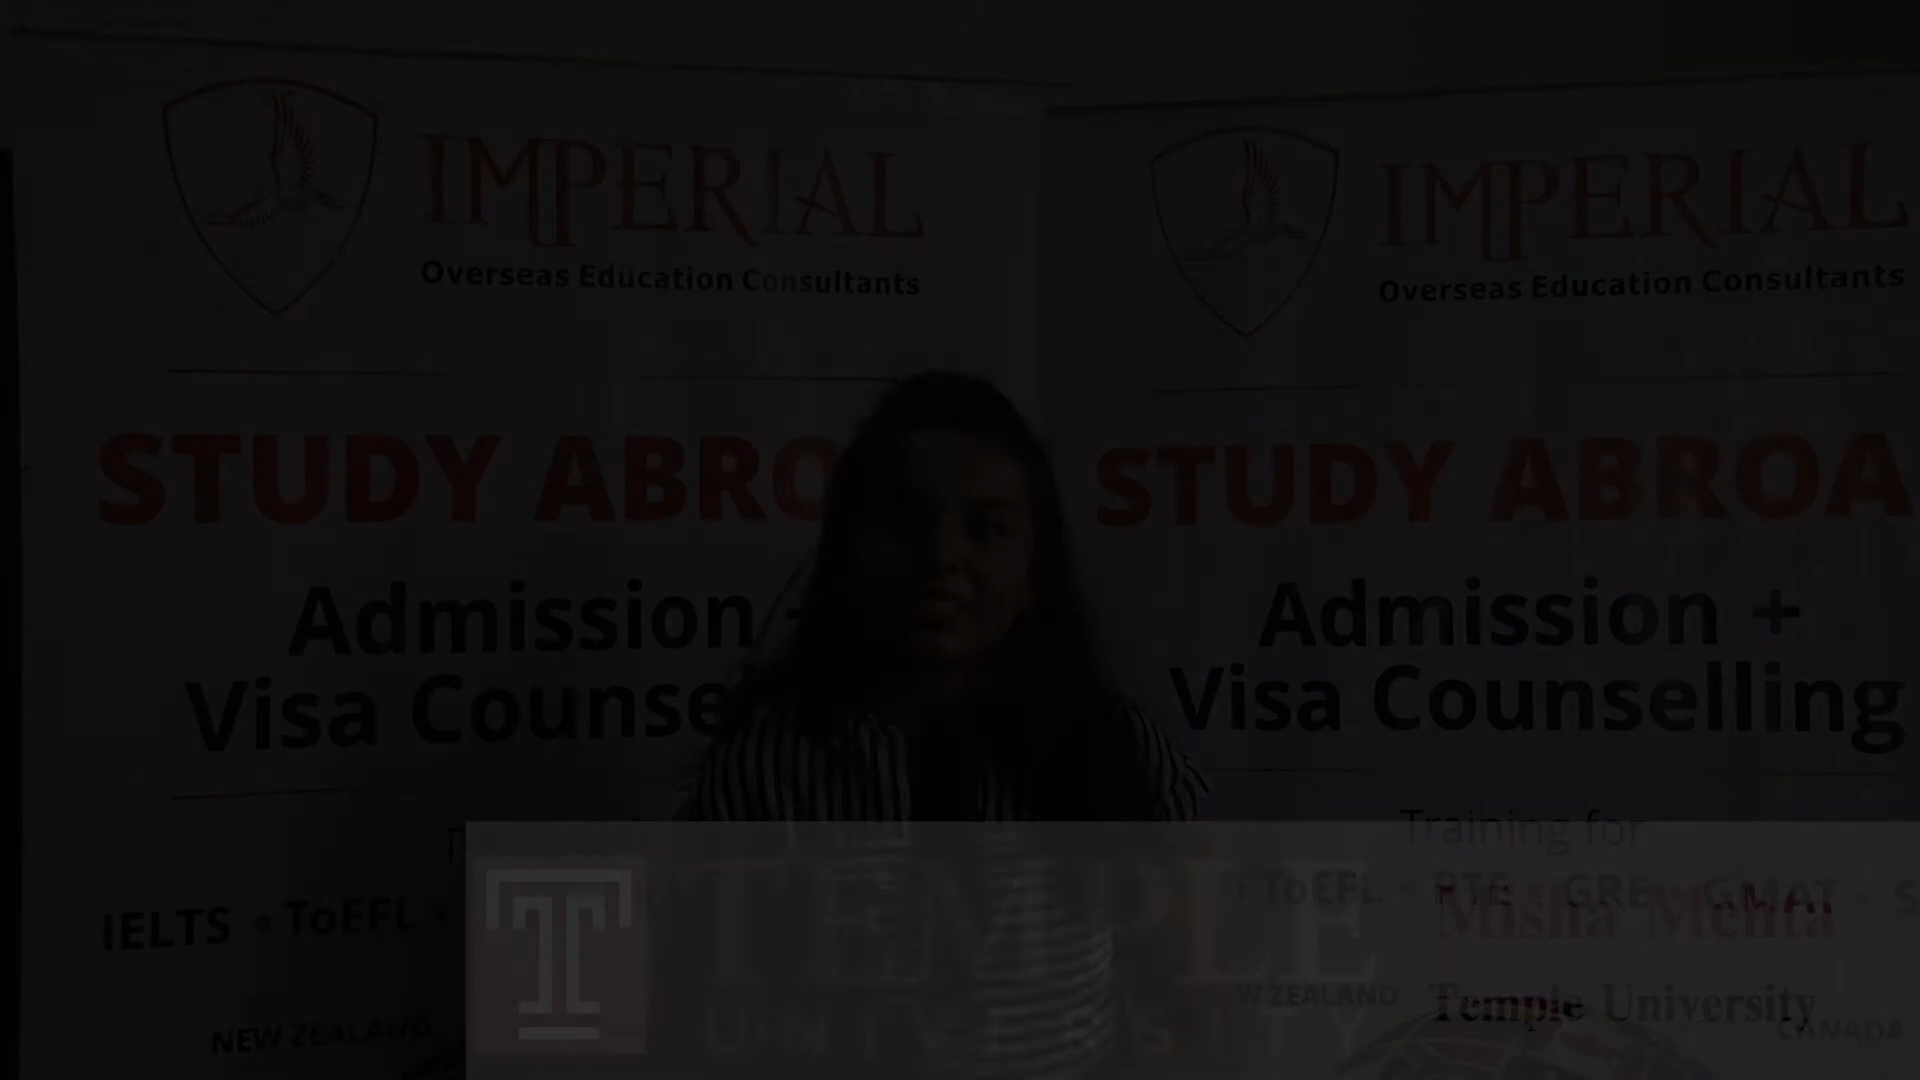 IMPERIAL
Overseas Education Consultants
STUDY ABRO
Admission +
Visa Counsel
IELTS • ToEFL •
NEW ZEALAND
IMPERIAL
Overseas Education Consultants
STUDY ABROA
Admission +
Visa Counselling
Training for
ToEFL • PTE • GRE • GMAT • S
W ZEALAND
CANADA
TEMPLE
UNIVERSITY
Misha Mehta
Temple University